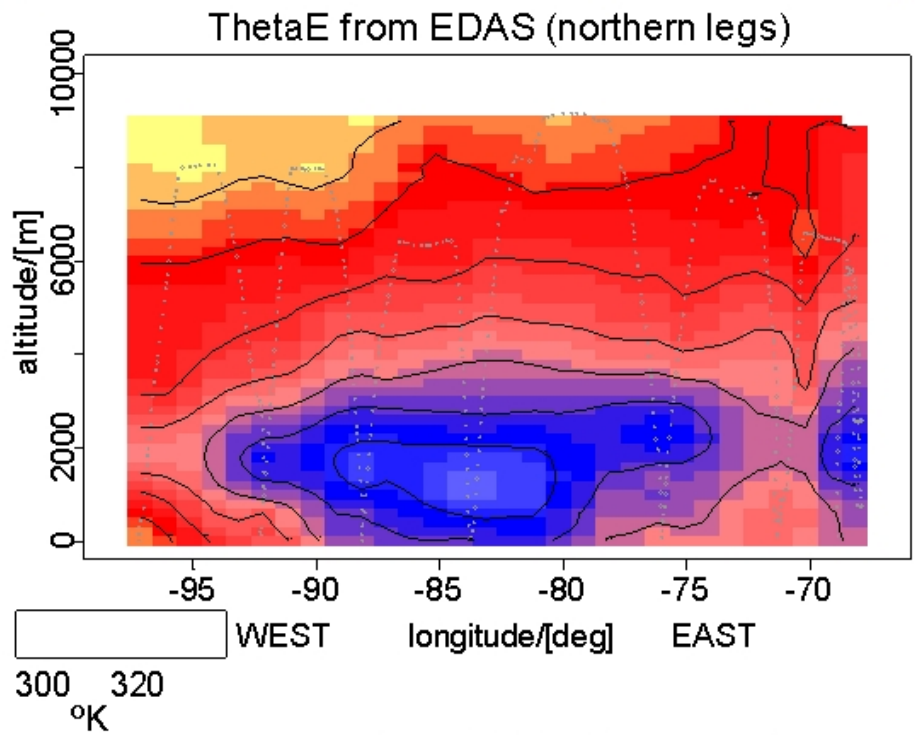 ThetaE from EDAS (northern legs)
10000
6000
2000
0
altitude/[m]
-95 -90 -85 -80 -75 -70
WEST longitude/[deg] EAST
300 320
ºK